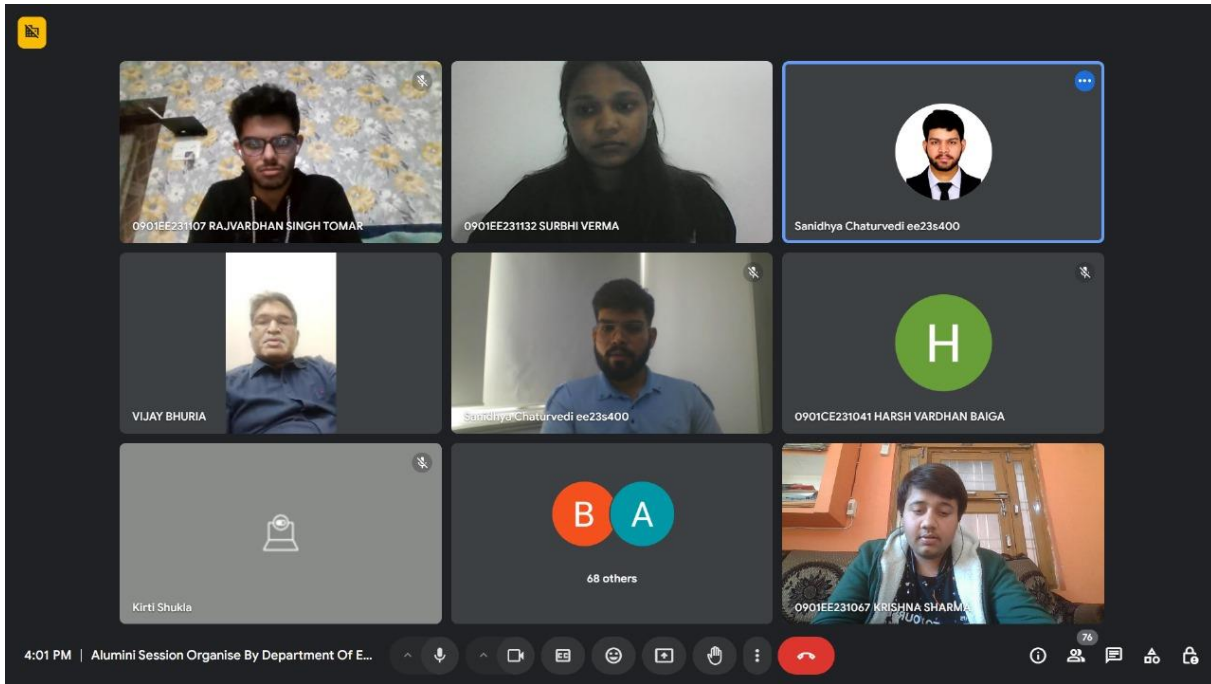 0901EE231107 RAJVARDHAN SINGH TOMAR
0901EE231132 SURBHI VERMA
Sanidhya Chaturvedi ee23s400
VIJAY BHURIA
Sanidhya Chaturvedi ee23s400
H
0901CE231041 HARSH VARDHAN BAIGA
Kirti Shukla
B A
68 others
0901EE231067 KRISHNA SHARMA
4:01 PM | Alumini Session Organise By Department Of E...
76